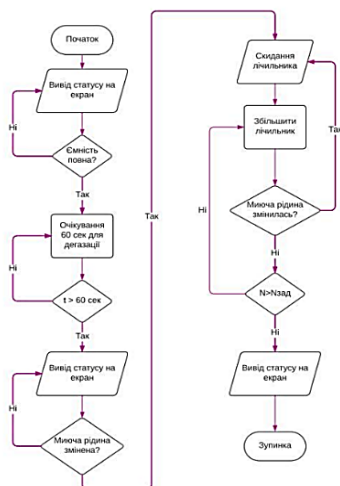 Початок
Вивід статусу на
екран
Ні
Ємність
повна?
Так
Очікування
60 сек для
дегазації
Ні
t > 60 сек
Так
Вивід статусу на
екран
Ні
Миюча рідина
змінена?
Так
Скидання
лічильника
Збільшити
лічильник
Так
Ні
Миюча рідина
змінилась?
Ні
N>Nзад
Ні
Вивід статусу на
екран
Зупинка